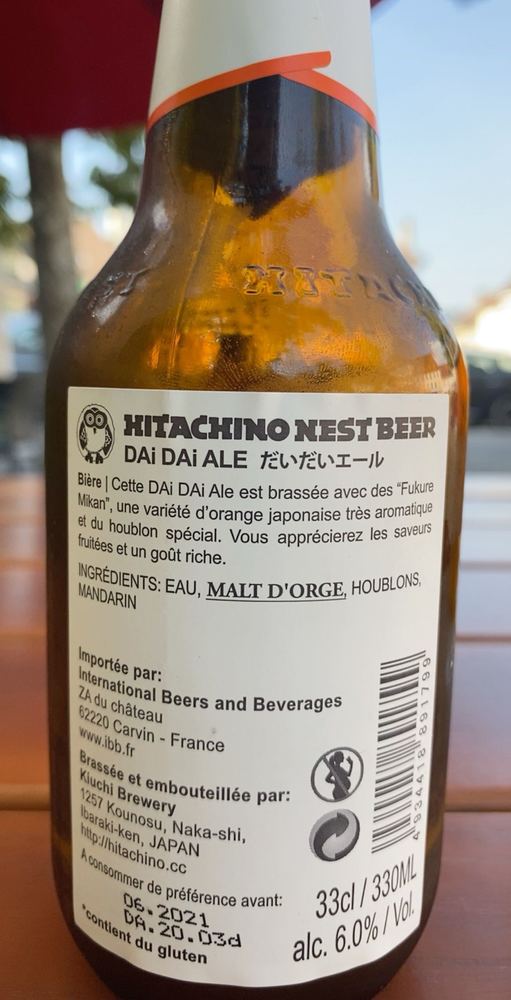 HITACHI
HITACHINO NEST BEER
DAi DAi ALE だいだいエール
Bière | Cette DAi DAi Ale est brassée avec des “Fukure
Mikan”, une variété d’orange japonaise très aromatique
et du houblon spécial. Vous apprécierez les saveurs
fruitées et un goût riche.
INGRÉDIENTS: EAU, MALT D'ORGE, HOUBLONS,
MANDARIN
Importée par:
International Beers and Beverages
ZA du château
62220 Carvin - France
www.ibb.fr
Brassée et embouteillée par:
Kiuchi Brewery
1257 Kounosu, Naka-shi,
Ibaraki-ken, JAPAN
http://hitachino.cc
A consommer de préférence avant:
06.2021
DA.20.03d
*contient du gluten
4934418891799
33cl / 330ML
alc. 6.0% / Vol.